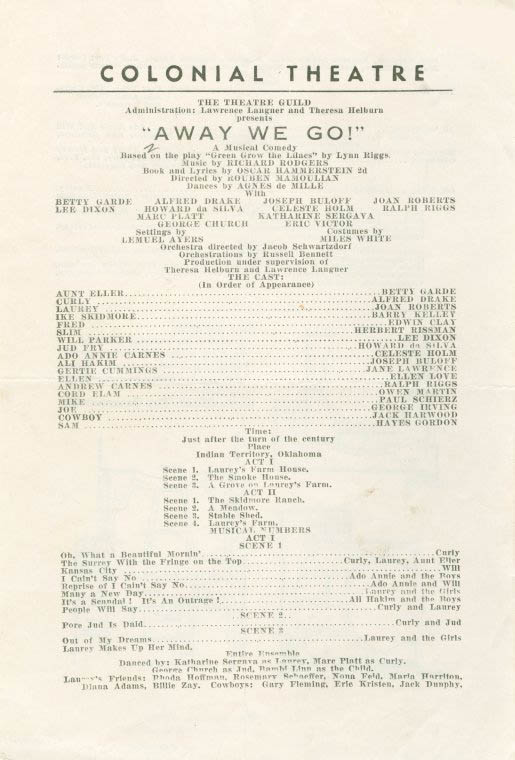 COLONIAL THEATRE
THE THEATRE GUILD
Administration: Lawrence Langner and Theresa Helburn
presents
"AWAY WE GO!"
A Musical Comedy
Based on the play "Green Grow the Lilacs" by Lynn Riggs
Music by RICHARD RODGERS
Book and Lyrics by OSCAR HAMMERSTEIN 2d
Directed by ROUBEN MAMOULIAN
Dances by AGNES de MILLE
With
BETTY GARDE ALFRED DRAKE JOSEPH BULOFF JOAN ROBERTS
LEE DIXON HOWARD da SILVA CELESTE HOLM RALPH RIGGS
MARC PLATT KATHARINE SERGAVA
GEORGE CHURCH ERIC VICTOR
Settings by Costumes by
LEMUEL AYERS MILES WHITE
Orchestra directed by Jacob Schwartzdorf
Orchestrations by Russell Bennett
Production under supervision of
Theresa Helburn and Lawrence Langner
THE CAST:
(In Order of Appearance)
AUNT ELLER BETTY GARDE
CURLY ALFRED DRAKE
LAUREY JOAN ROBERTS
IKE SKIDMORE BARRY KELLEY
FRED EDWIN CLAY
SLIM HERBERT RISSMAN
WILL PARKER LEE DIXON
JUD FRY HOWARD da SILVA
ADO ANNIE CARNES CELESTE HOLM
ALI HAKIM JOSEPH BULOFF
GERTIE CUMMINGS JANE LAWRENCE
ELLEN ELLEN LOVE
ANDREW CARNES RALPH RIGGS
CORD ELAM OWEN MARTIN
MIKE PAUL SCHIERZ
JOE GEORGE IRVING
COWBOY JACK HARWOOD
SAM HAYES GORDON
Time:
Just after the turn of the century
Place
Indian Territory, Oklahoma
ACT I
Scene 1. Laurey's Farm House.
Scene 2. The Smoke House.
Scene 3. A Grove on Laurey's Farm.
ACT II
Scene 1. The Skidmore Ranch.
Scene 2. A Meadow.
Scene 3. Stable Shed.
Scene 4. Laurey's Farm.
MUSICAL NUMBERS
ACT I
SCENE 1
Oh, What a Beautiful Mornin' Curly
The Surrey With the Fringe on the Top Curly, Laurey, Aunt Eller
Kansas City Will
I Cain't Say No Ado Annie and the Boys
Reprise of I Cain't Say No Ado Annie and Will
Many a New Day Laurey and the Girls
It's a Scandal! It's An Outrage! Ali Hakim and the Boys
People Will Say Curly and Laurey
SCENE 2
Pore Jud Is Daid Curly and Jud
SCENE 3
Out of My Dreams Laurey and the Girls
Laurey Makes Up Her Mind.
Entire Ensemble
Danced by: Katharine Sergava as Laurey, Marc Platt as Curly.
George Church as Jud, Bambi Linn as the Child.
Laurey's Friends: Rhoda Hoffman, Rosemary Schaeffer, Nona Feid, Maria Harriton,
Diana Adams, Billie Zay. Cowboys: Gary Fleming, Eric Kristen, Jack Dunphy,